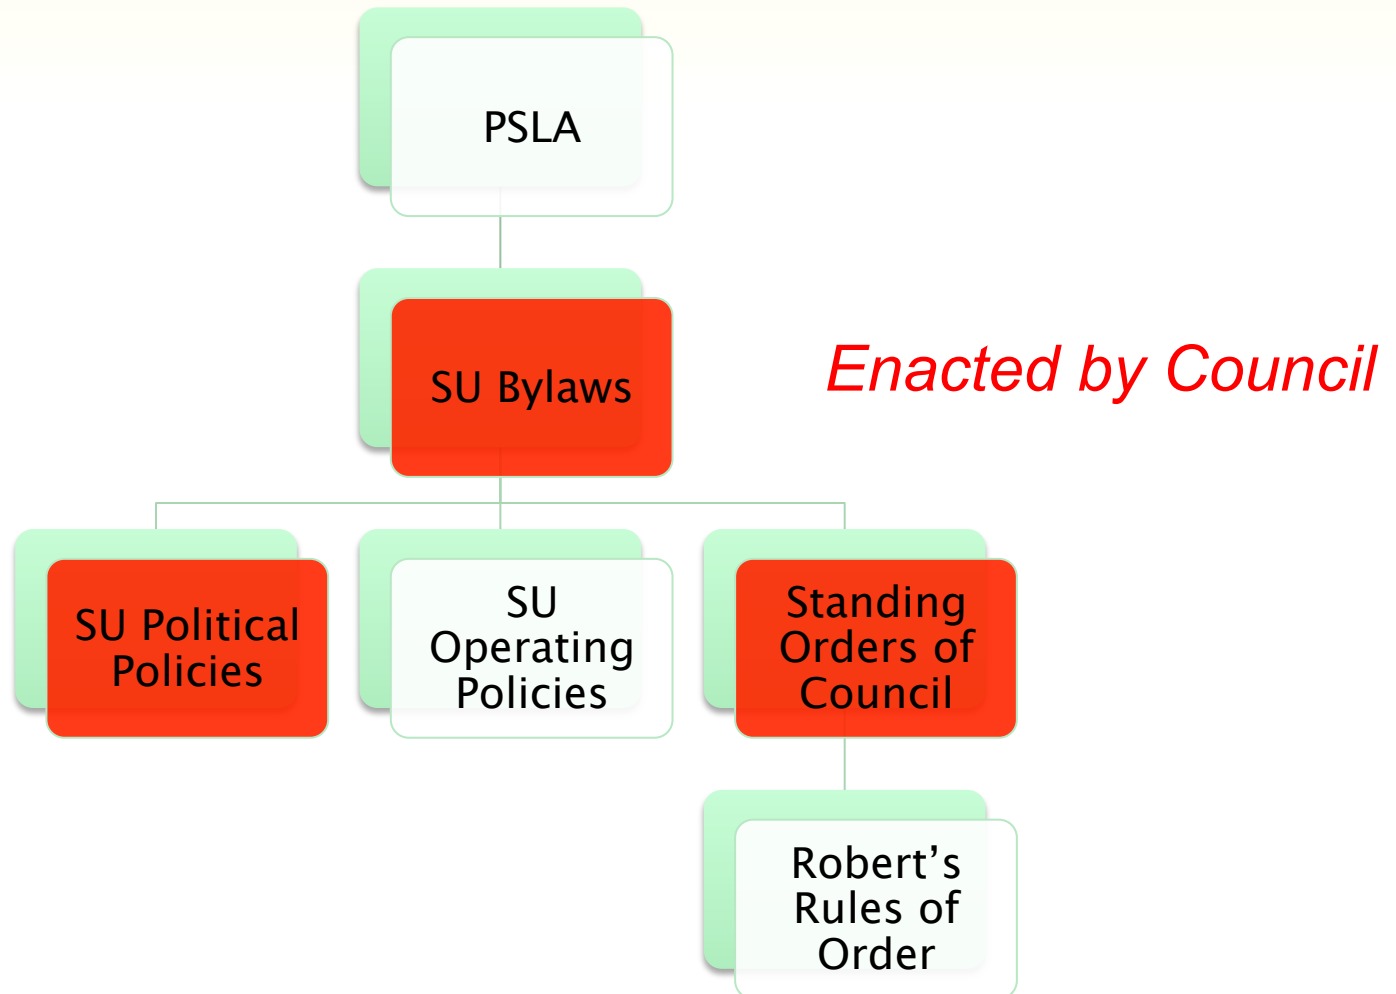 PSLA
SU Bylaws
Enacted by Council
SU Political
Policies
SU
Operating
Policies
Standing
Orders of
Council
Robert’s
Rules of
Order